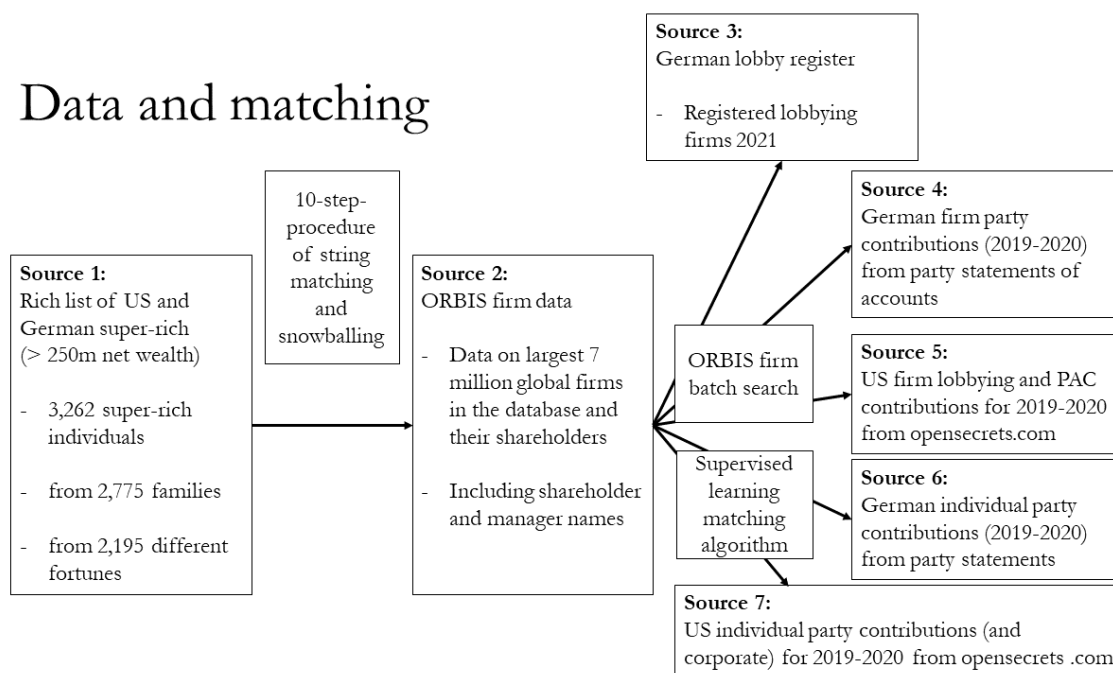 Data and matching
Source 1:
Rich list of US and
German super-rich
(> 250m net wealth)
- 3,262 super-rich
individuals
- from 2,775 families
- from 2,195 different
fortunes
10-step-
procedure
of string
matching
and
snowballing
Source 2:
ORBIS firm data
- Data on largest 7
million global firms
in the database and
their shareholders
- Including shareholder
and manager names
ORBIS firm
batch search
Supervised
learning
matching
algorithm
Source 3:
German lobby register
- Registered lobbying
firms 2021
Source 4:
German firm party
contributions (2019-2020)
from party statements of
accounts
Source 5:
US firm lobbying and PAC
contributions for 2019-2020
from opensecrets.com
Source 6:
German individual party
contributions (2019-2020)
from party statements
Source 7:
US individual party contributions (and
corporate) for 2019-2020 from opensecrets .com